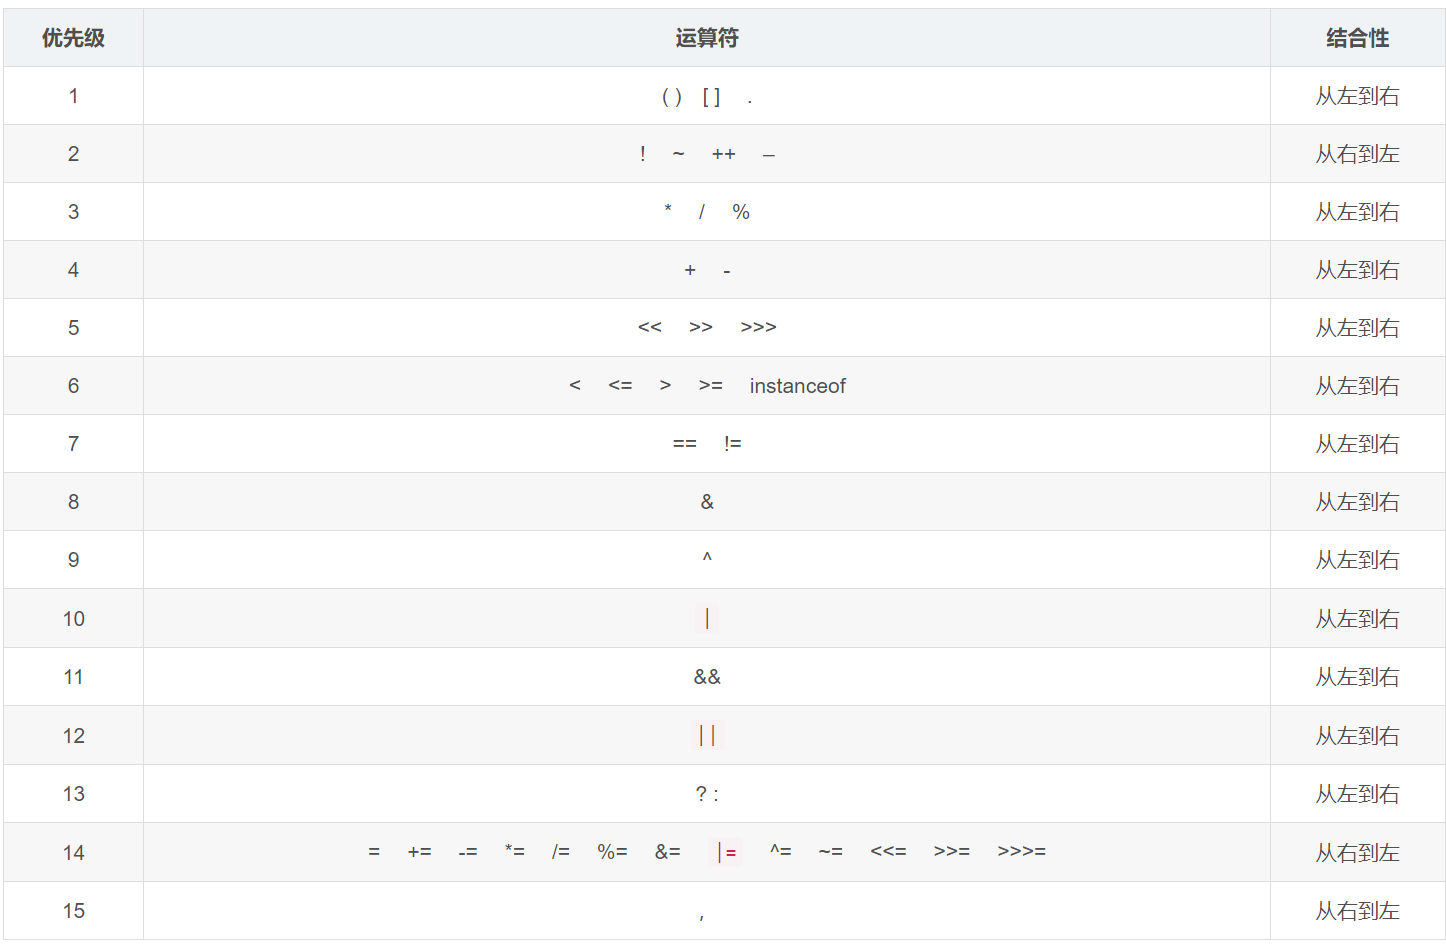 优先级 运算符 结合性
1 ( ) [ ] . 从左到右
2 ! ~ ++ – 从右到左
3 * / % 从左到右
4 + - 从左到右
5 << >> >>> 从左到右
6 < <= > >= instanceof 从左到右
7 == != 从左到右
8 & 从左到右
9 ^ 从左到右
10 | 从左到右
11 && 从左到右
12 || 从左到右
13 ? : 从左到右
14 = += -= *= /= %= &= |= ^= ~= <<= >>= >>>= 从右到左
15 , 从右到左